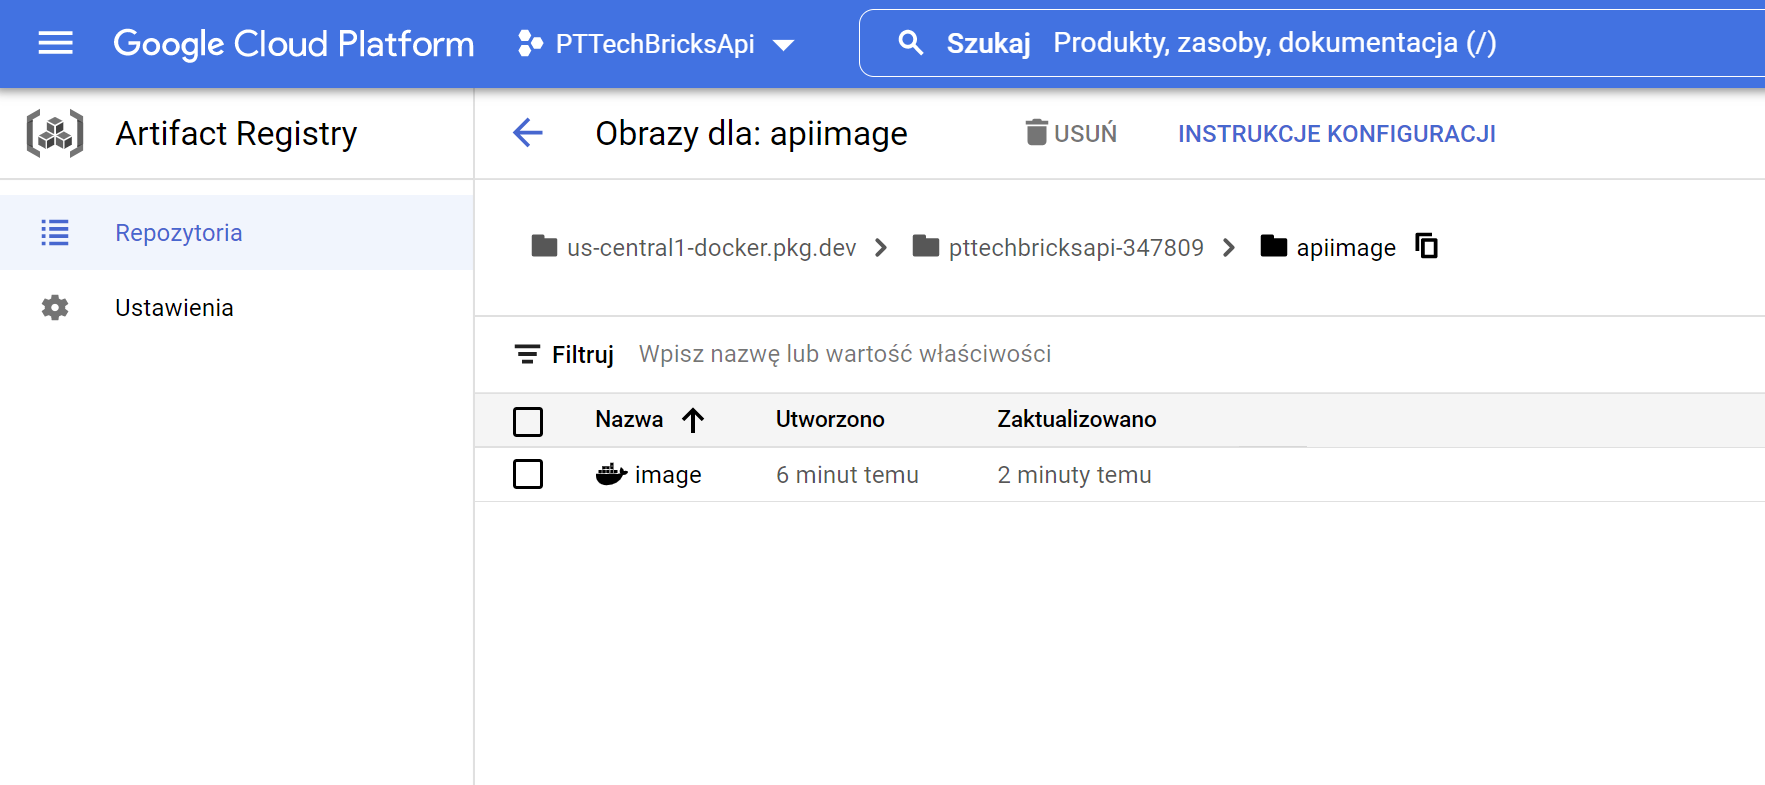 Google Cloud Platform PTTechBricksApi Szukaj Produkty, zasoby, dokumentacja (/)
Artifact Registry
Obrazy dla: apiimage USUŃ INSTRUKCJE KONFIGURACJI
Repozytoria
Ustawienia
us-central1-docker.pkg.dev pttechbricksapi-347809 apiimage
Filtruj Wpisz nazwę lub wartość właściwości
Nazwa Utworzono Zaktualizowano
image 6 minut temu 2 minuty temu